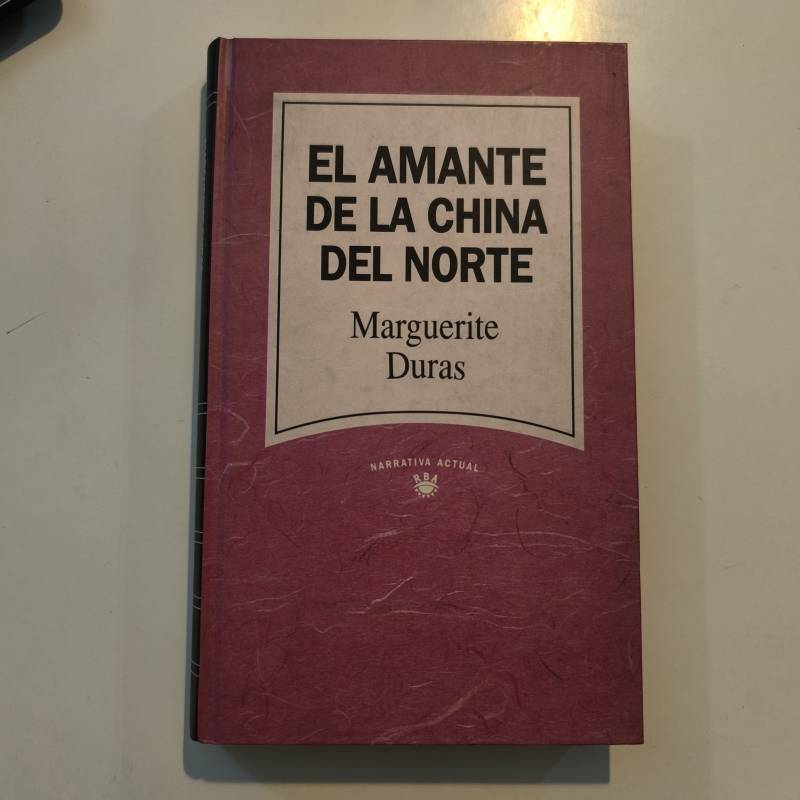 EL AMANTE
DE LA CHINA
DEL NORTE
Marguerite
Duras
NARRATIVA ACTUAL
RBA